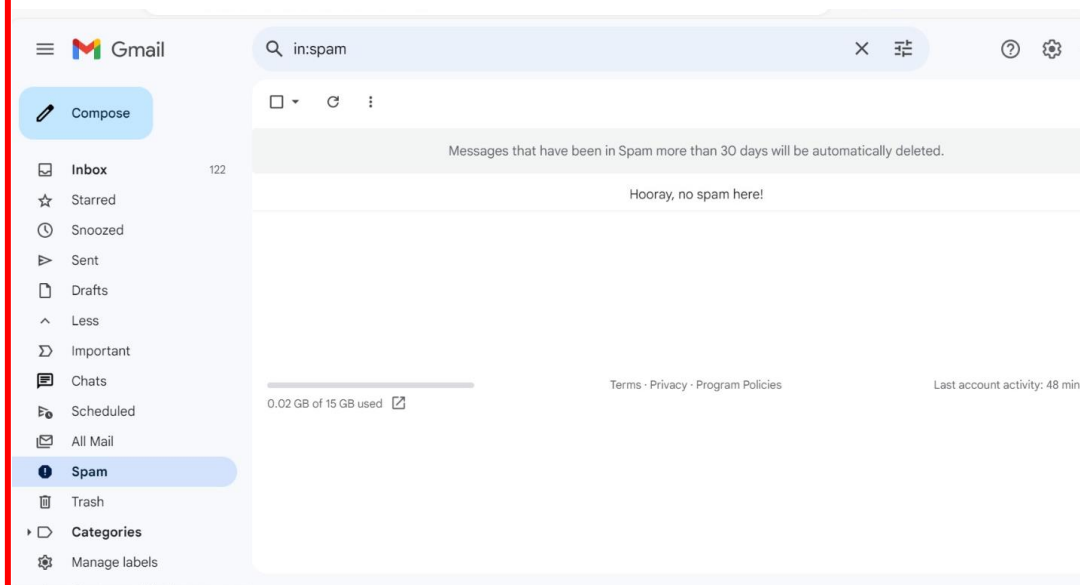 Gmail
in:spam
Compose
Messages that have been in Spam more than 30 days will be automatically deleted.
Inbox 122
Hooray, no spam here!
Starred
Snoozed
Sent
Drafts
Less
Important
Chats
Terms · Privacy · Program Policies
Last account activity: 48 min
0.02 GB of 15 GB used
Scheduled
All Mail
Spam
Trash
Categories
Manage labels